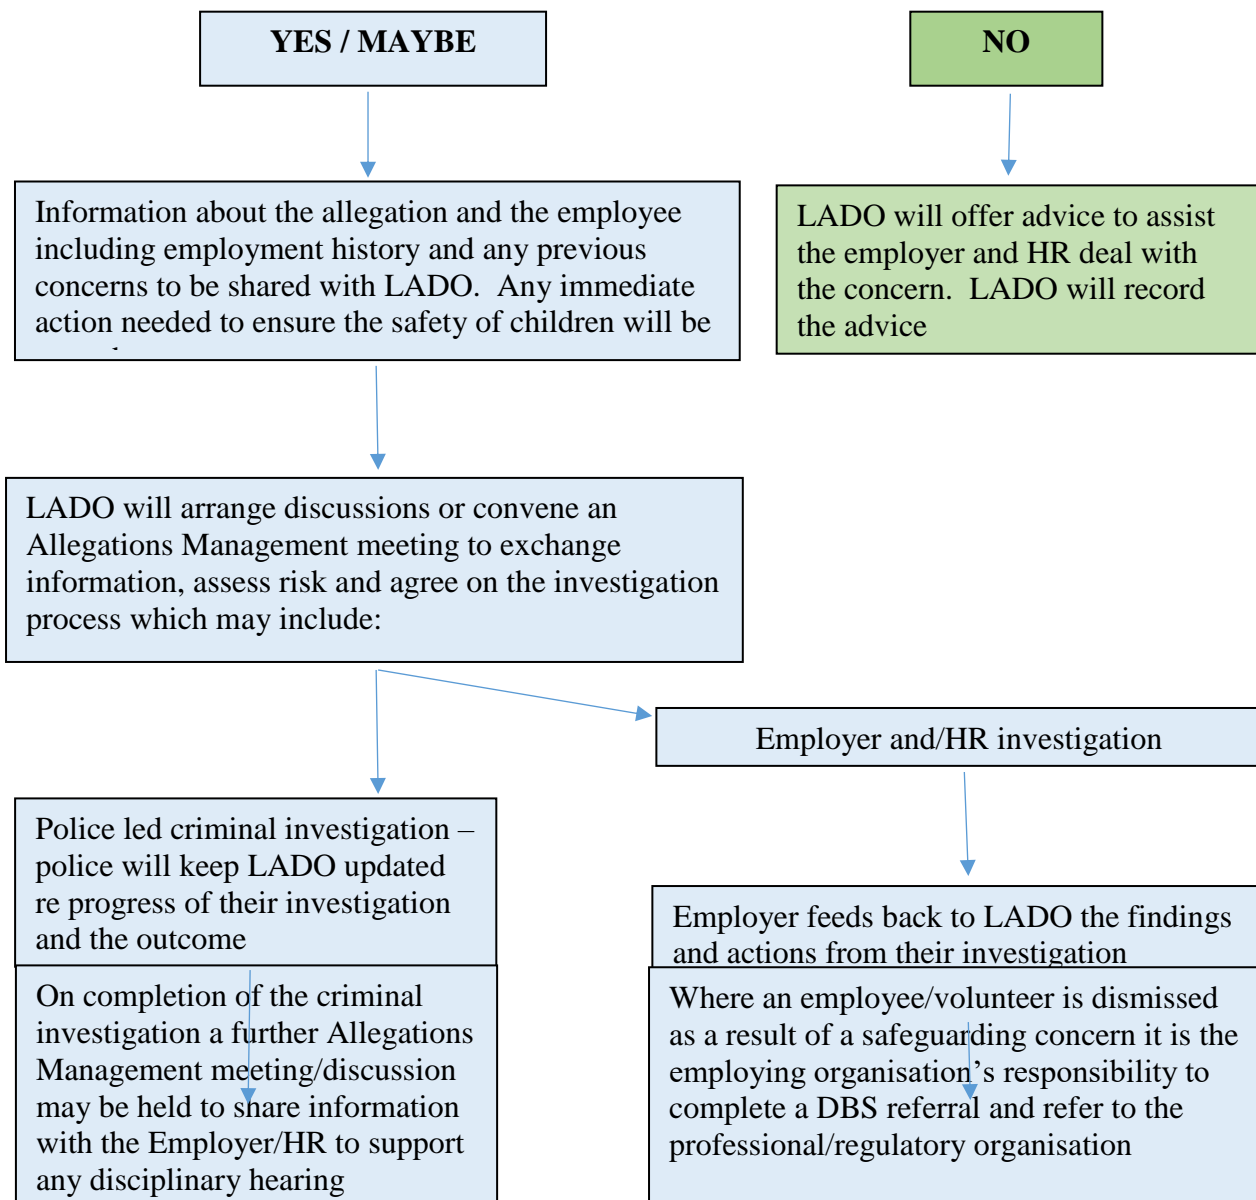 YES / MAYBE
NO
Information about the allegation and the employee
including employment history and any previous
concerns to be shared with LADO.  Any immediate
action needed to ensure the safety of children will be
LADO will offer advice to assist
the employer and HR deal with
the concern.  LADO will record
the advice
LADO will arrange discussions or convene an
Allegations Management meeting to exchange
information, assess risk and agree on the investigation
process which may include:
Employer and/HR investigation
Police led criminal investigation –
police will keep LADO updated
re progress of their investigation
and the outcome
Employer feeds back to LADO the findings
and actions from their investigation
On completion of the criminal
investigation a further Allegations
Management meeting/discussion
may be held to share information
with the Employer/HR to support
any disciplinary hearing
Where an employee/volunteer is dismissed
as a result of a safeguarding concern it is the
employing organisation’s responsibility to
complete a DBS referral and refer to the
professional/regulatory organisation